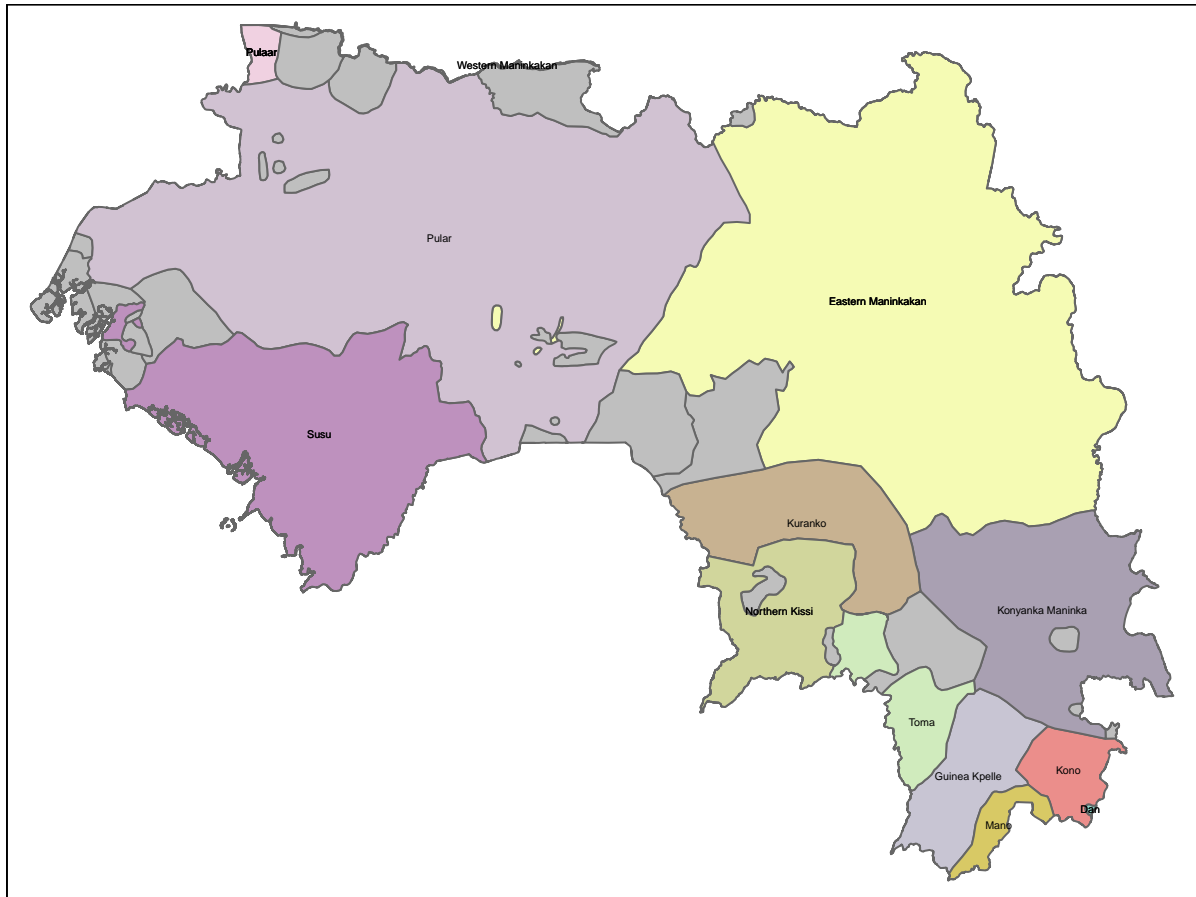 Pulaar
Western Maninkakan
Pular
Eastern Maninkakan
Susu
Kuranko
Northern Kissi
Konyanka Maninka
Toma
Guinea Kpelle
Kono
Dan
Mano